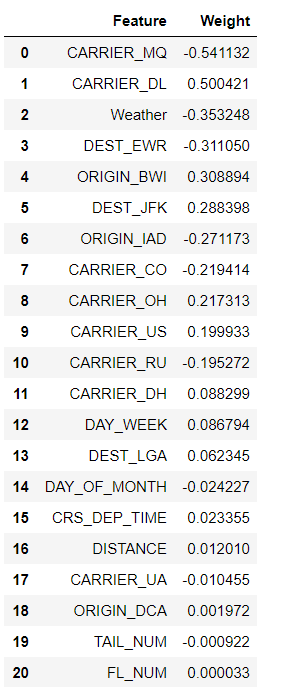 Feature Weight
0 CARRIER_MQ -0.541132
1 CARRIER_DL 0.500421
2 Weather -0.353248
3 DEST_EWR -0.311050
4 ORIGIN_BWI 0.308894
5 DEST_JFK 0.288398
6 ORIGIN_IAD -0.271173
7 CARRIER_CO -0.219414
8 CARRIER_OH 0.217313
9 CARRIER_US 0.199933
10 CARRIER_RU -0.195272
11 CARRIER_DH 0.088299
12 DAY_WEEK 0.086794
13 DEST_LGA 0.062345
14 DAY_OF_MONTH -0.024227
15 CRS_DEP_TIME 0.023355
16 DISTANCE 0.012010
17 CARRIER_UA -0.010455
18 ORIGIN_DCA 0.001972
19 TAIL_NUM -0.000922
20 FL_NUM 0.000033